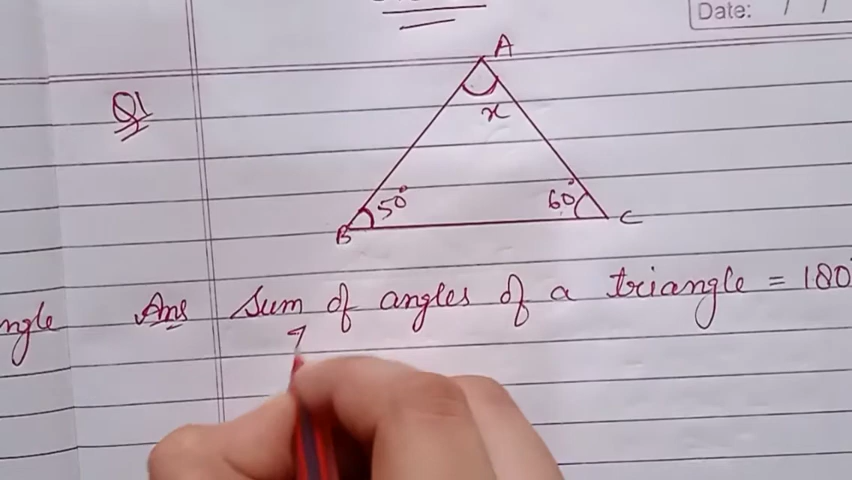 Date: / /
Q1
A
x
50°
60°
B
C
ngle
Ans Sum of angles of a triangle = 180°